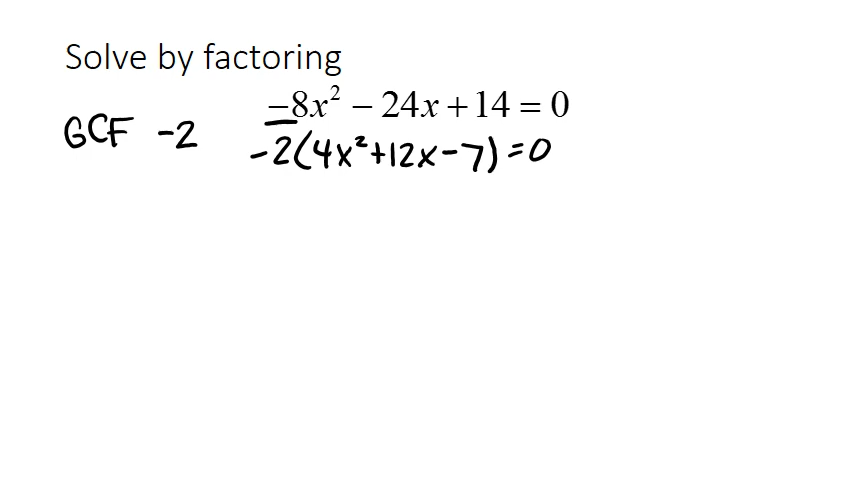 Solve by factoring
−8x² − 24x + 14 = 0
GCF -2
-2(4x²+12x-7)=0